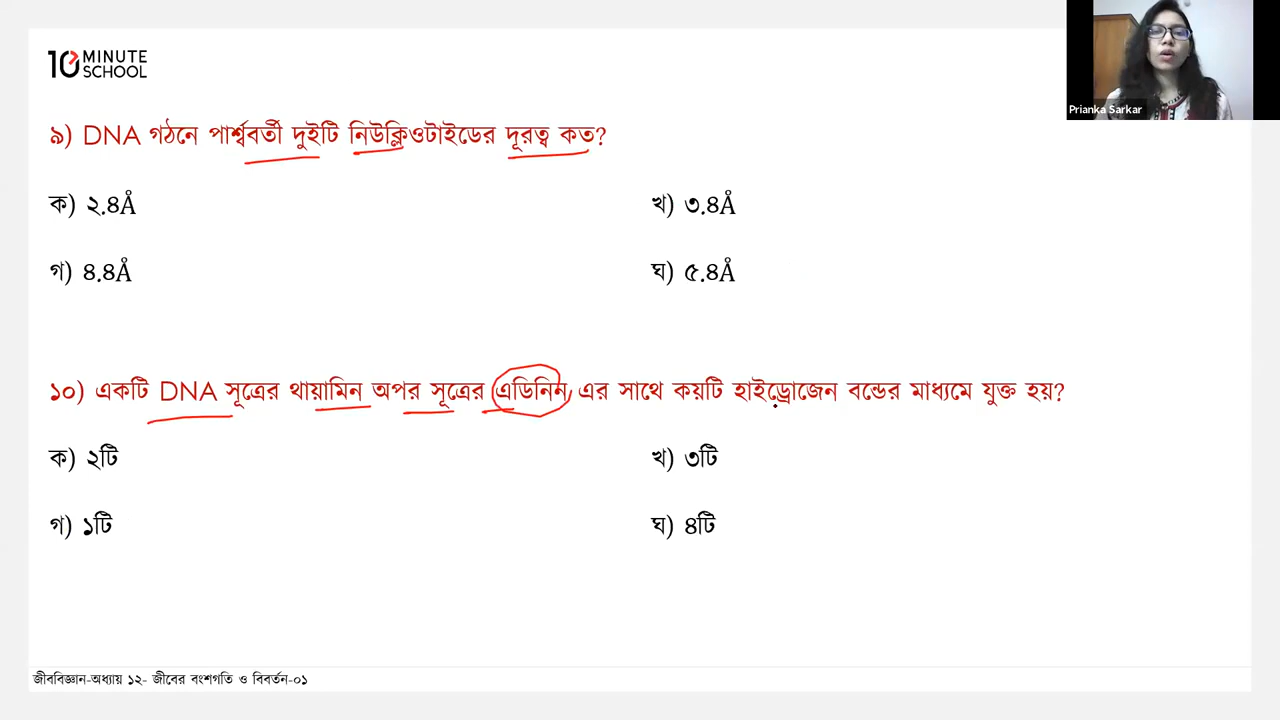 10 MINUTE SCHOOL
Prianka Sarkar
৯) DNA গঠনে পার্শ্ববর্তী দুইটি নিউক্লিওটাইডের দূরত্ব কত?
ক) ২.৪Å
খ) ৩.৪Å
গ) ৪.৪Å
ঘ) ৫.৪Å
১০) একটি DNA সূত্রের থায়ামিন অপর সূত্রের এডিনিন এর সাথে কয়টি হাইড্রোজেন বন্ডের মাধ্যমে যুক্ত হয়?
ক) ২টি
খ) ৩টি
গ) ১টি
ঘ) ৪টি
জীববিজ্ঞান-অধ্যায় ১২- জীবের বংশগতি ও বিবর্তন-০১